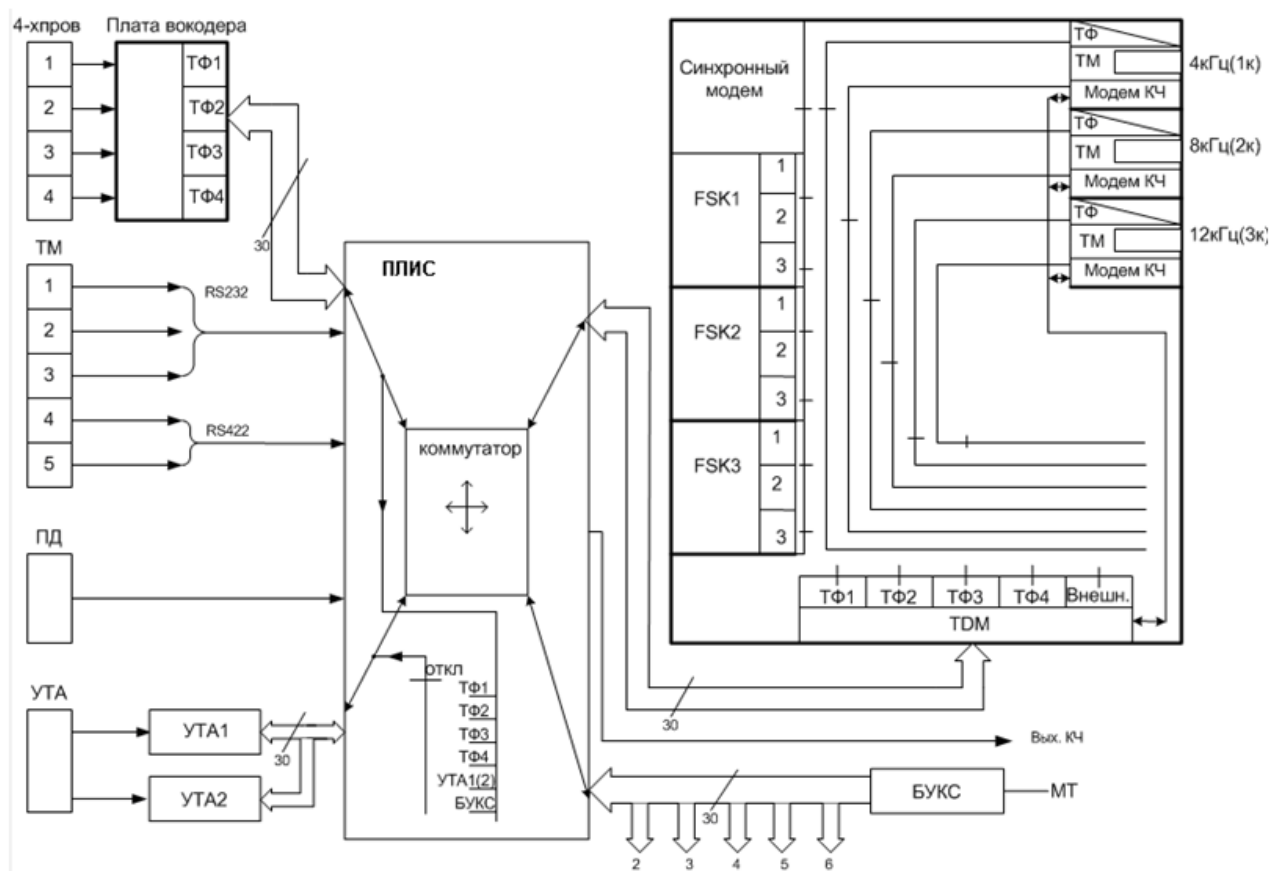 4-хпров
Плата вокодера
1
2
3
4
ТФ1
ТФ2
ТФ3
ТФ4
30
ТМ
1
2
3
4
5
RS232
RS422
ПД
УТА
УТА1
УТА2
30
ПЛИС
коммутатор
откл
ТФ1
ТФ2
ТФ3
ТФ4
УТА1(2)
БУКС
Синхронный
модем
FSK1
1
2
3
FSK2
1
2
3
FSK3
1
2
3
ТФ
ТМ
Модем КЧ
4кГц(1к)
ТФ
ТМ
Модем КЧ
8кГц(2к)
ТФ
ТМ
Модем КЧ
12кГц(3к)
ТФ1
ТФ2
ТФ3
ТФ4
Внешн.
TDM
30
Вых. КЧ
БУКС
МТ
30
2
3
4
5
6